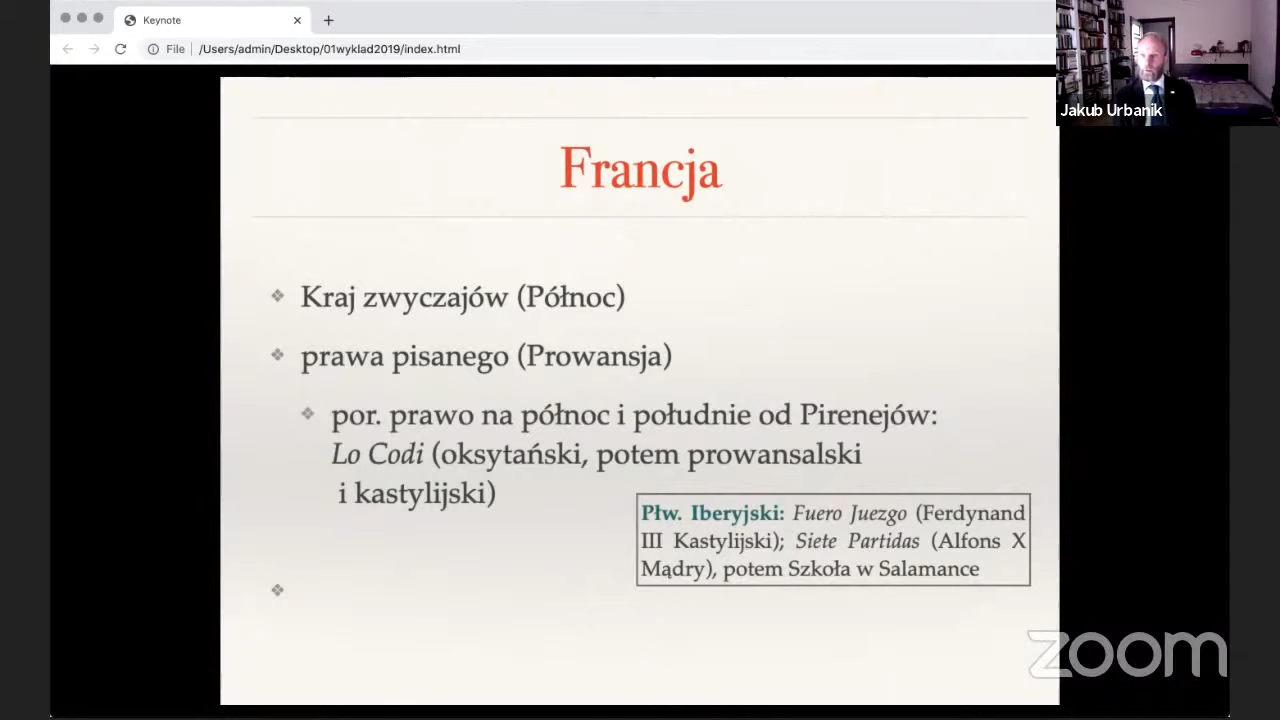 Keynote
File
/Users/admin/Desktop/01wyklad2019/index.html
Jakub Urbanik
Francja
Kraj zwyczajów (Północ)
prawa pisanego (Prowansja)
por. prawo na północ i południe od Pirenejów:
Lo Codi (oksytański, potem prowansalski
i kastylijski)
Płw. Iberyjski: Fuero Juezgo (Ferdynand
III Kastylijski); Siete Partidas (Alfons X
Mądry), potem Szkoła w Salamance
zoom